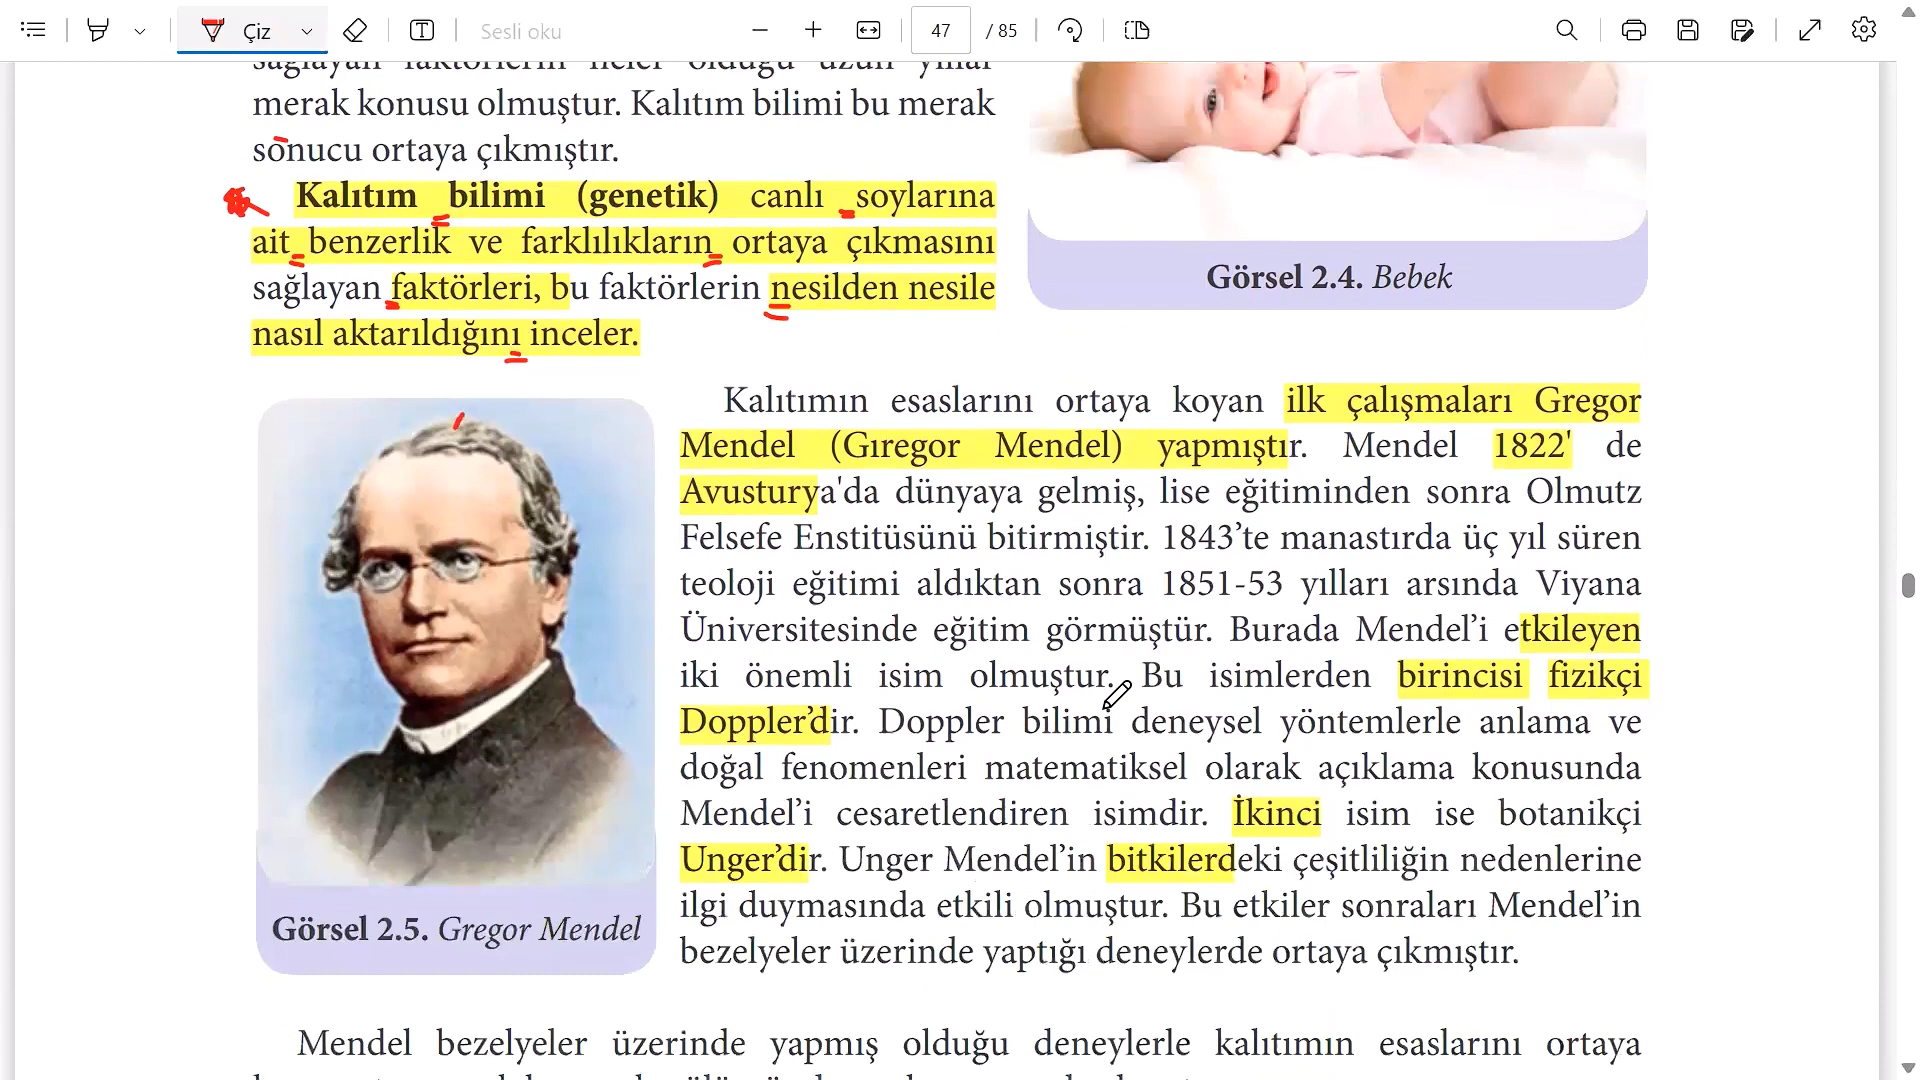 Çiz
Sesli oku
47 / 85
sağlayan faktörlerin neler olduğu uzun yıllar
merak konusu olmuştur. Kalıtım bilimi bu merak
sonucu ortaya çıkmıştır.
Kalıtım bilimi (genetik) canlı soylarına
ait benzerlik ve farklılıkların ortaya çıkmasını
sağlayan faktörleri, bu faktörlerin nesilden nesile
nasıl aktarıldığını inceler.
Görsel 2.4. Bebek
Kalıtımın esaslarını ortaya koyan ilk çalışmaları Gregor
Mendel (Gıregor Mendel) yapmıştır. Mendel 1822' de
Avusturya'da dünyaya gelmiş, lise eğitiminden sonra Olmutz
Felsefe Enstitüsünü bitirmiştir. 1843’te manastırda üç yıl süren
teoloji eğitimi aldıktan sonra 1851-53 yılları arsında Viyana
Üniversitesinde eğitim görmüştür. Burada Mendel’i etkileyen
iki önemli isim olmuştur. Bu isimlerden birincisi fizikçi
Doppler’dir. Doppler bilimi deneysel yöntemlerle anlama ve
doğal fenomenleri matematiksel olarak açıklama konusunda
Mendel’i cesaretlendiren isimdir. İkinci isim ise botanikçi
Unger’dir. Unger Mendel’in bitkilerdeki çeşitliliğin nedenlerine
ilgi duymasında etkili olmuştur. Bu etkiler sonraları Mendel’in
bezelyeler üzerinde yaptığı deneylerde ortaya çıkmıştır.
Görsel 2.5. Gregor Mendel
Mendel bezelyeler üzerinde yapmış olduğu deneylerle kalıtımın esaslarını ortaya